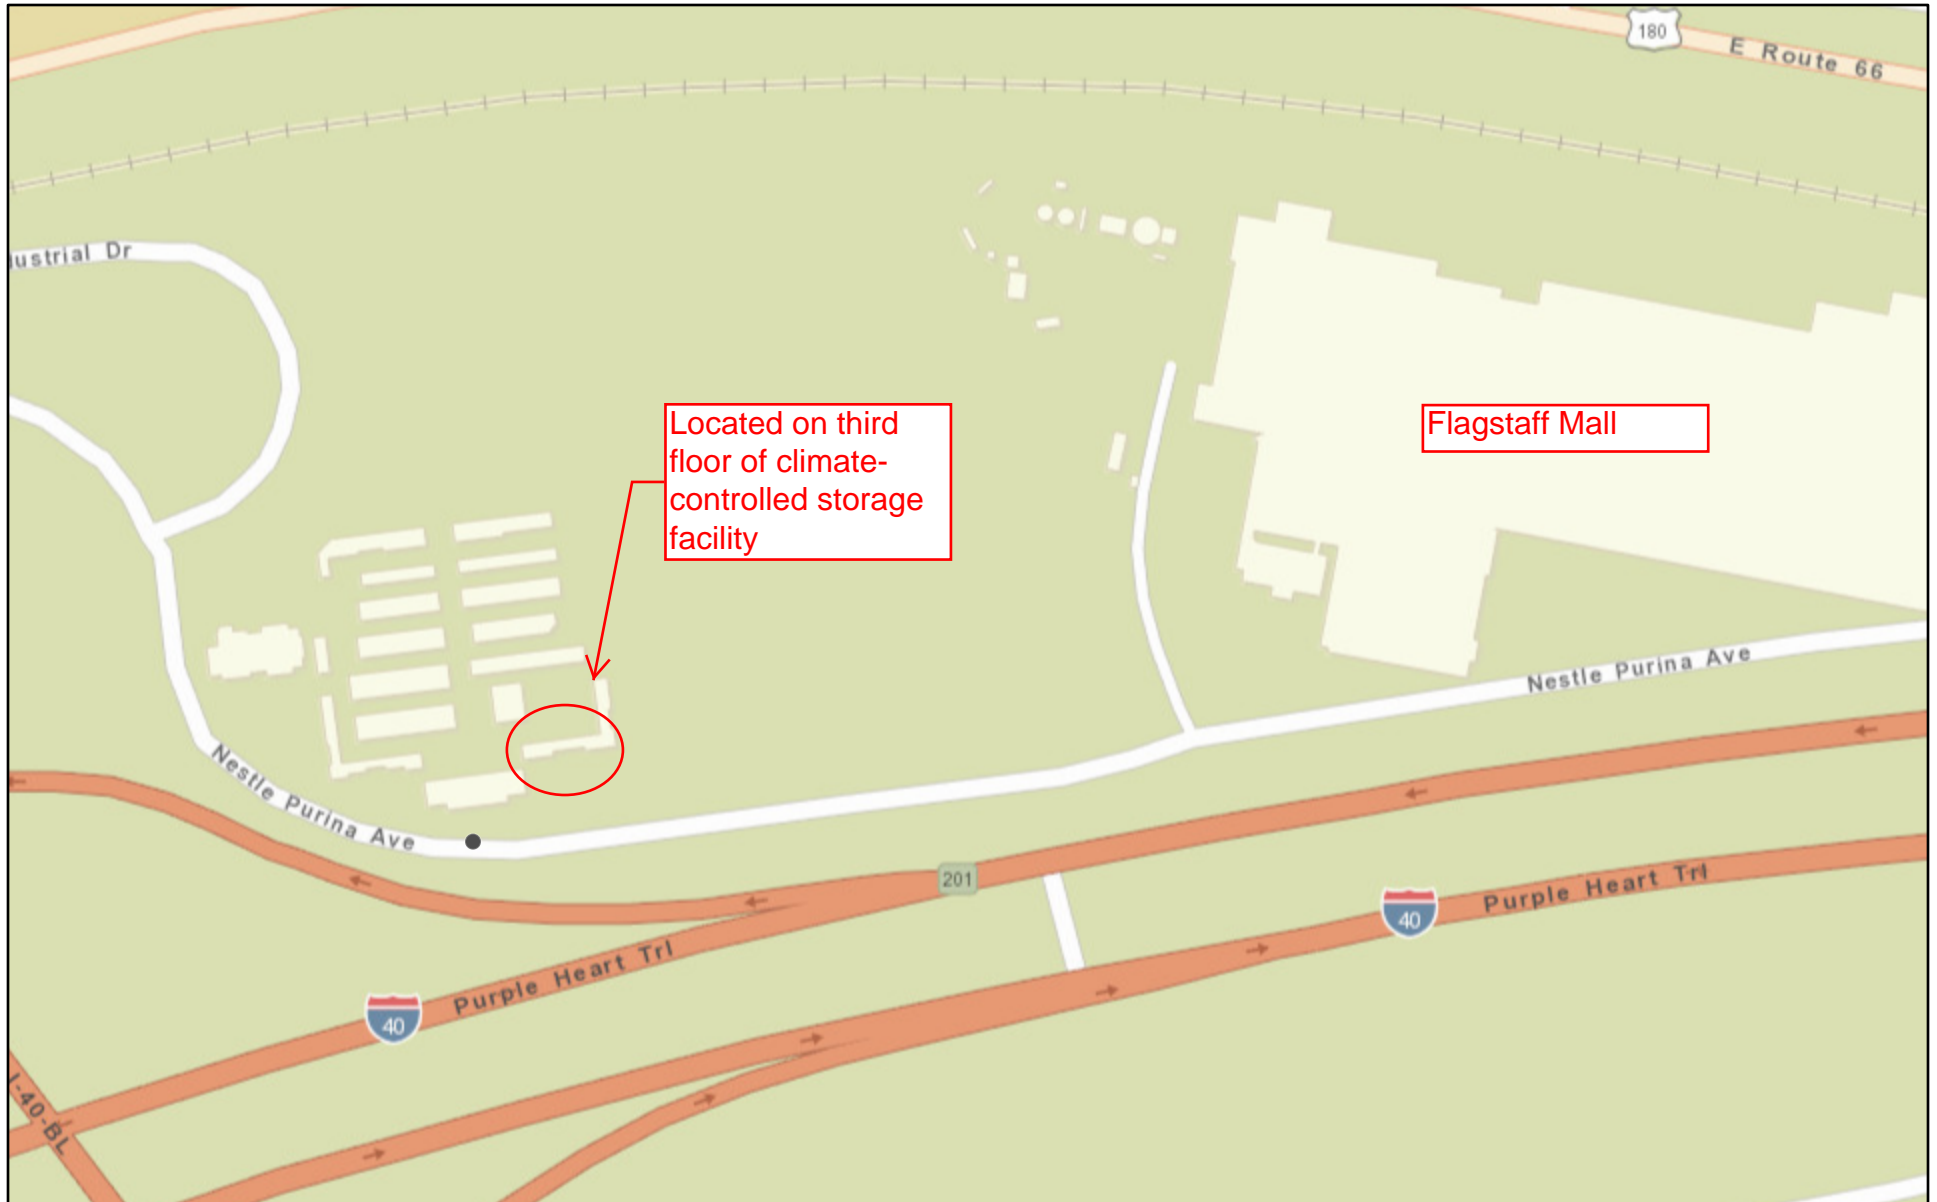 180
E Route 66
dustrial Dr
Located on third
floor of climate-
controlled storage
facility
Flagstaff Mall
Nestle Purina Ave
Nestle Purina Ave
201
Purple Heart Trl
40
Purple Heart Trl
40
I-40-BL